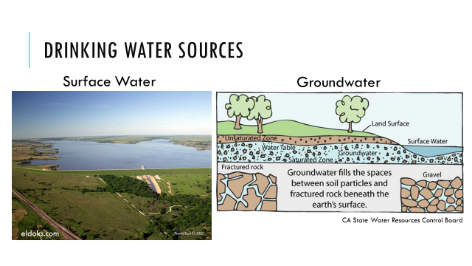 DRINKING WATER SOURCES
Surface Water
Groundwater
Land Surface
Unsaturated Zone
Water Table
Surface Water
Groundwater
Saturated Zone
Fractured rock
Gravel
Groundwater fills the spaces
between soil particles and
fractured rock beneath the
earth's surface.
eldoks.com
CA State Water Resources Control Board